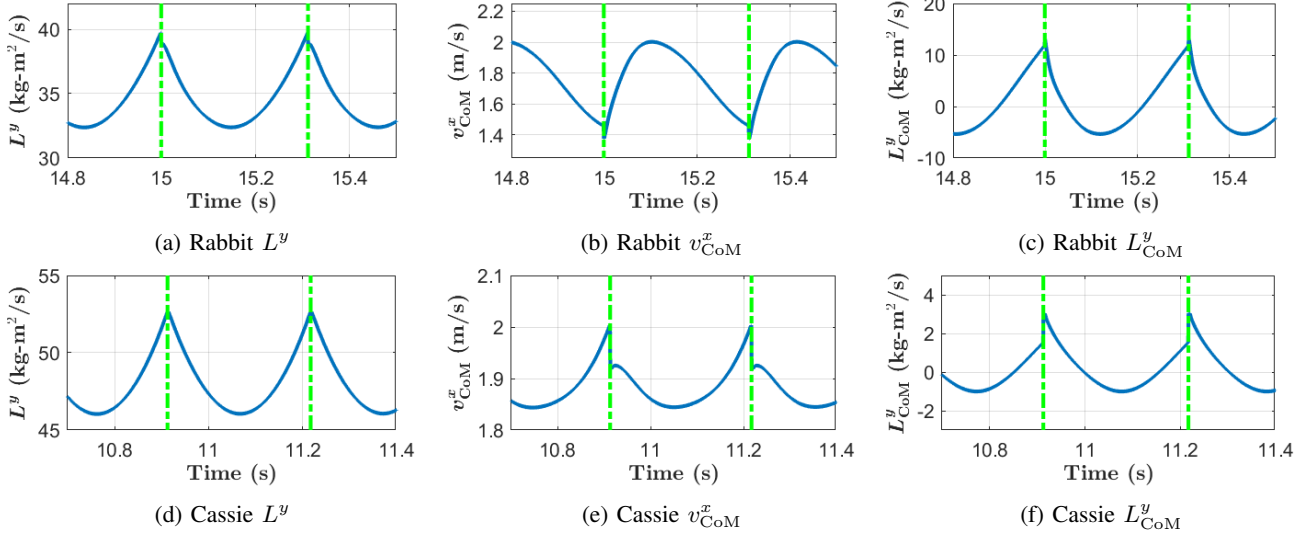 40
35
30
L^y (kg-m²/s)
14.8 15 15.2 15.4
Time (s)
(a) Rabbit L^y
2.2
2
1.8
1.6
1.4
1.2
v^x_CoM (m/s)
14.8 15 15.2 15.4
Time (s)
(b) Rabbit v^x_CoM
20
10
0
-10
L^y_CoM (kg-m²/s)
14.8 15 15.2 15.4
Time (s)
(c) Rabbit L^y_CoM
55
50
45
L^y (kg-m²/s)
10.8 11 11.2 11.4
Time (s)
(d) Cassie L^y
2.1
2
1.9
1.8
v^x_CoM (m/s)
10.8 11 11.2 11.4
Time (s)
(e) Cassie v^x_CoM
4
2
0
-2
L^y_CoM (kg-m²/s)
10.8 11 11.2 11.4
Time (s)
(f) Cassie L^y_CoM